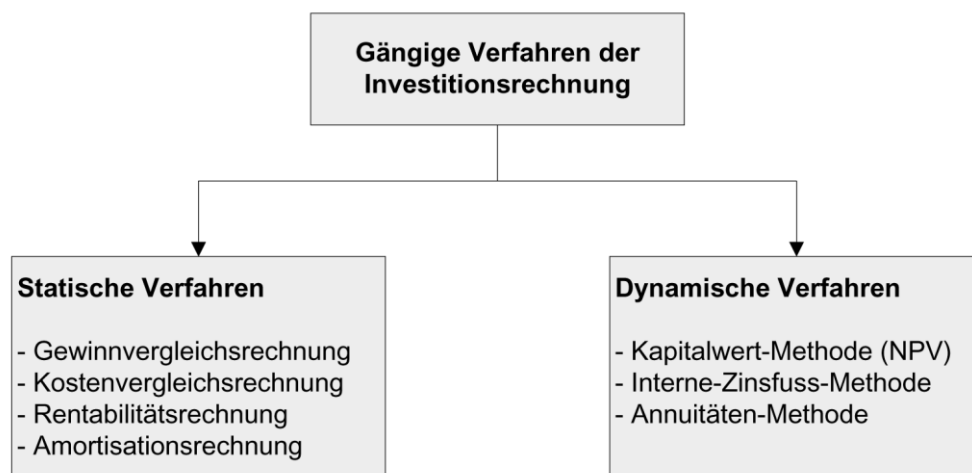 Gängige Verfahren der
Investitionsrechnung
Statische Verfahren
- Gewinnvergleichsrechnung
- Kostenvergleichsrechnung
- Rentabilitätsrechnung
- Amortisationsrechnung
Dynamische Verfahren
- Kapitalwert-Methode (NPV)
- Interne-Zinsfuss-Methode
- Annuitäten-Methode